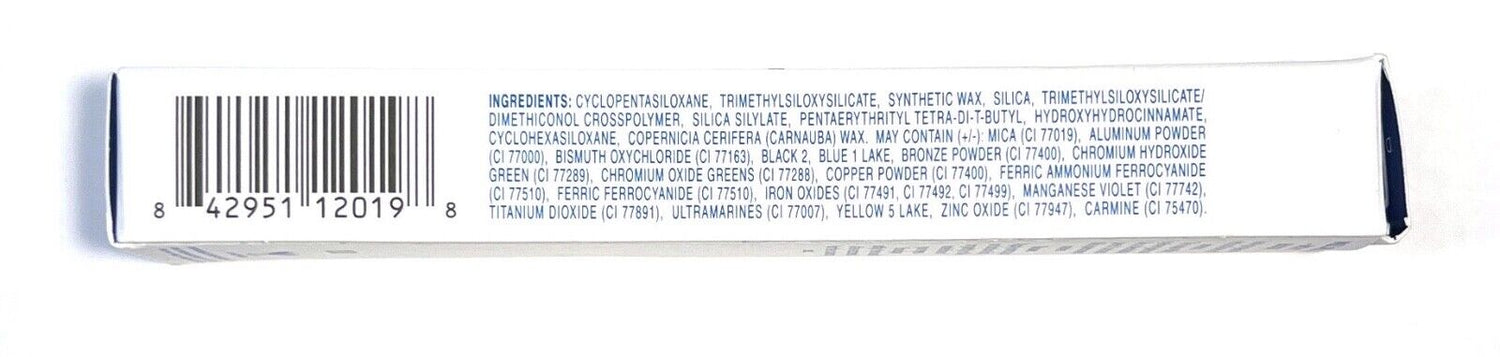 INGREDIENTS: CYCLOPENTASILOXANE, TRIMETHYLSILOXYSILICATE, SYNTHETIC WAX, SILICA, TRIMETHYLSILOXYSILICATE/
DIMETHICONOL CROSSPOLYMER, SILICA SILYLATE, PENTAERYTHRITYL TETRA-DI-T-BUTYL, HYDROXYHYDROCINNAMATE,
CYCLOHEXASILOXANE, COPERNICIA CERIFERA (CARNAUBA) WAX. MAY CONTAIN (+/-): MICA (CI 77019), ALUMINUM POWDER
(CI 77000), BISMUTH OXYCHLORIDE (CI 77163), BLACK 2, BLUE 1 LAKE, BRONZE POWDER (CI 77400), CHROMIUM HYDROXIDE
GREEN (CI 77289), CHROMIUM OXIDE GREENS (CI 77288), COPPER POWDER (CI 77400), FERRIC AMMONIUM FERROCYANIDE
(CI 77510), FERRIC FERROCYANIDE (CI 77510), IRON OXIDES (CI 77491, CI 77492, CI 77499), MANGANESE VIOLET (CI 77742),
TITANIUM DIOXIDE (CI 77891), ULTRAMARINES (CI 77007), YELLOW 5 LAKE, ZINC OXIDE (CI 77947), CARMINE (CI 75470).
8 42951 12019 8